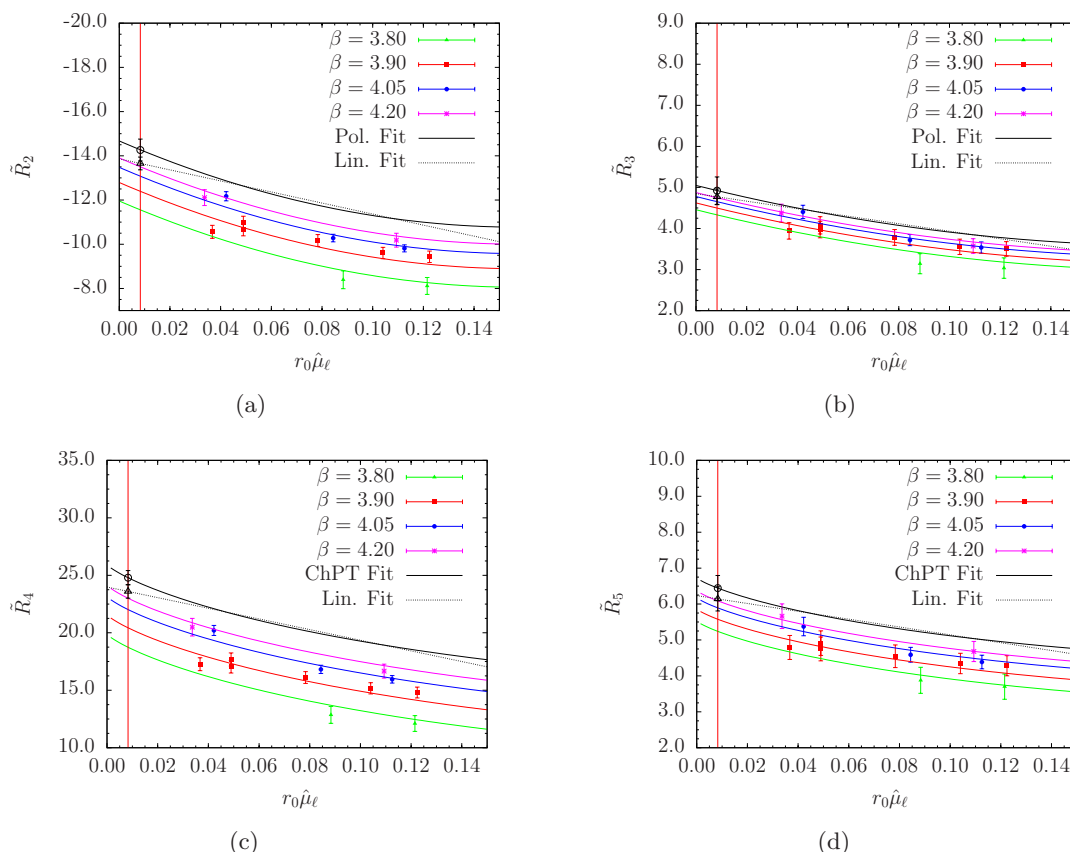 -20.0
-18.0
-16.0
-14.0
-12.0
-10.0
-8.0
R̃₂
β = 3.80
β = 3.90
β = 4.05
β = 4.20
Pol. Fit
Lin. Fit
0.00 0.02 0.04 0.06 0.08 0.10 0.12 0.14
r₀μ̂ℓ
(a)
9.0
8.0
7.0
6.0
5.0
4.0
3.0
2.0
R̃₃
β = 3.80
β = 3.90
β = 4.05
β = 4.20
Pol. Fit
Lin. Fit
0.00 0.02 0.04 0.06 0.08 0.10 0.12 0.14
r₀μ̂ℓ
(b)
35.0
30.0
25.0
20.0
15.0
10.0
R̃₄
β = 3.80
β = 3.90
β = 4.05
β = 4.20
ChPT Fit
Lin. Fit
0.00 0.02 0.04 0.06 0.08 0.10 0.12 0.14
r₀μ̂ℓ
(c)
10.0
9.0
8.0
7.0
6.0
5.0
4.0
3.0
2.0
R̃₅
β = 3.80
β = 3.90
β = 4.05
β = 4.20
ChPT Fit
Lin. Fit
0.00 0.02 0.04 0.06 0.08 0.10 0.12 0.14
r₀μ̂ℓ
(d)